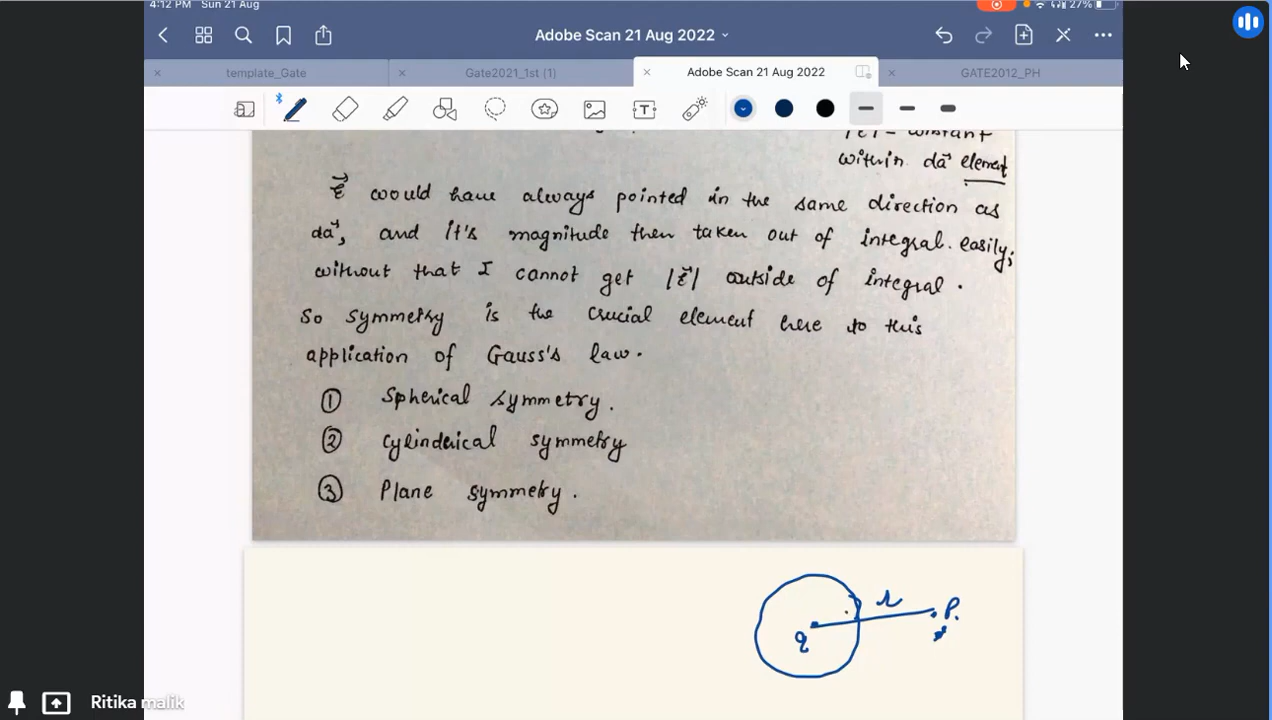 4:12 PM Sun 21 Aug
27%
Adobe Scan 21 Aug 2022
template_Gate
Gate2021_1st (1)
Adobe Scan 21 Aug 2022
GATE2012_PH
|E⃗| = constant
within da⃗ element
E⃗ would have always pointed in the same direction as
da⃗, and it's magnitude then taken out of integral easily;
without that I cannot get |E⃗| outside of integral.
So symmetry is the crucial element here to this
application of Gauss's law.
① Spherical symmetry.
② Cylinderical symmetry
③ Plane symmetry.
r
P.
q
Ritika malik